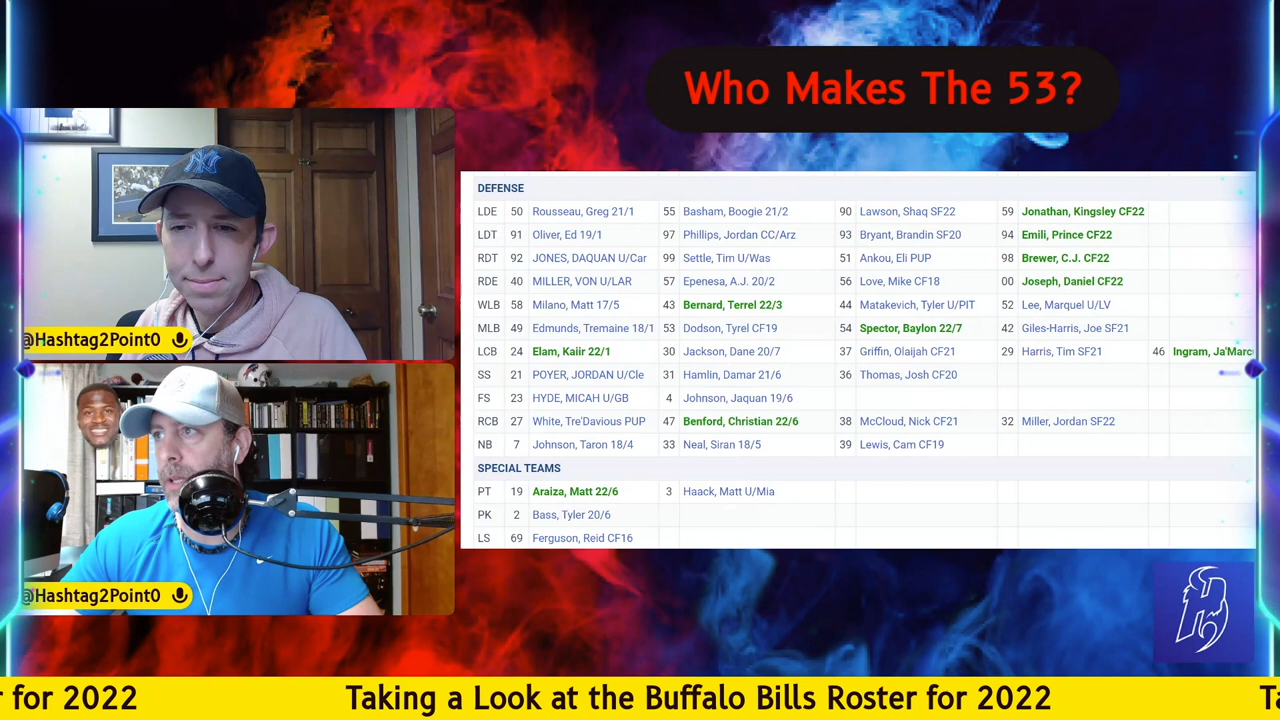 Who Makes The 53?
DEFENSE
LDE 50 Rousseau, Greg 21/1 55 Basham, Boogie 21/2 90 Lawson, Shaq SF22 59 Jonathan, Kingsley CF22
LDT 91 Oliver, Ed 19/1 97 Phillips, Jordan CC/Arz 93 Bryant, Brandin SF20 94 Emili, Prince CF22
RDT 92 JONES, DAQUAN U/Car 99 Settle, Tim U/Was 51 Ankou, Eli PUP 98 Brewer, C.J. CF22
RDE 40 MILLER, VON U/LAR 57 Epenesa, A.J. 20/2 56 Love, Mike CF18 00 Joseph, Daniel CF22
WLB 58 Milano, Matt 17/5 43 Bernard, Terrel 22/3 44 Matakevich, Tyler U/PIT 52 Lee, Marquel U/LV
MLB 49 Edmunds, Tremaine 18/1 53 Dodson, Tyrel CF19 54 Spector, Baylon 22/7 42 Giles-Harris, Joe SF21
LCB 24 Elam, Kaiir 22/1 30 Jackson, Dane 20/7 37 Griffin, Olaijah CF21 29 Harris, Tim SF21 46 Ingram, Ja'Marc
SS 21 POYER, JORDAN U/Cle 31 Hamlin, Damar 21/6 36 Thomas, Josh CF20
FS 23 HYDE, MICAH U/GB 4 Johnson, Jaquan 19/6
RCB 27 White, Tre'Davious PUP 47 Benford, Christian 22/6 38 McCloud, Nick CF21 32 Miller, Jordan SF22
NB 7 Johnson, Taron 18/4 33 Neal, Siran 18/5 39 Lewis, Cam CF19
SPECIAL TEAMS
PT 19 Araiza, Matt 22/6 3 Haack, Matt U/Mia
PK 2 Bass, Tyler 20/6
LS 69 Ferguson, Reid CF16
@Hashtag2Point0
@Hashtag2Point0
r for 2022 Taking a Look at the Buffalo Bills Roster for 2022 Ta